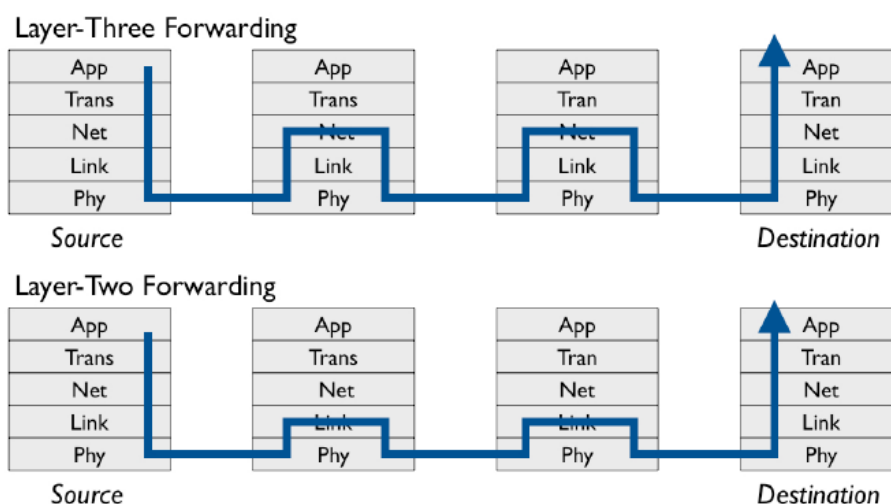 Layer-Three Forwarding
App App App App
Trans Trans Tran Tran
Net Net Net Net
Link Link Link Link
Phy Phy Phy Phy
Source Destination
Layer-Two Forwarding
App App App App
Trans Trans Tran Tran
Net Net Net Net
Link Link Link Link
Phy Phy Phy Phy
Source Destination